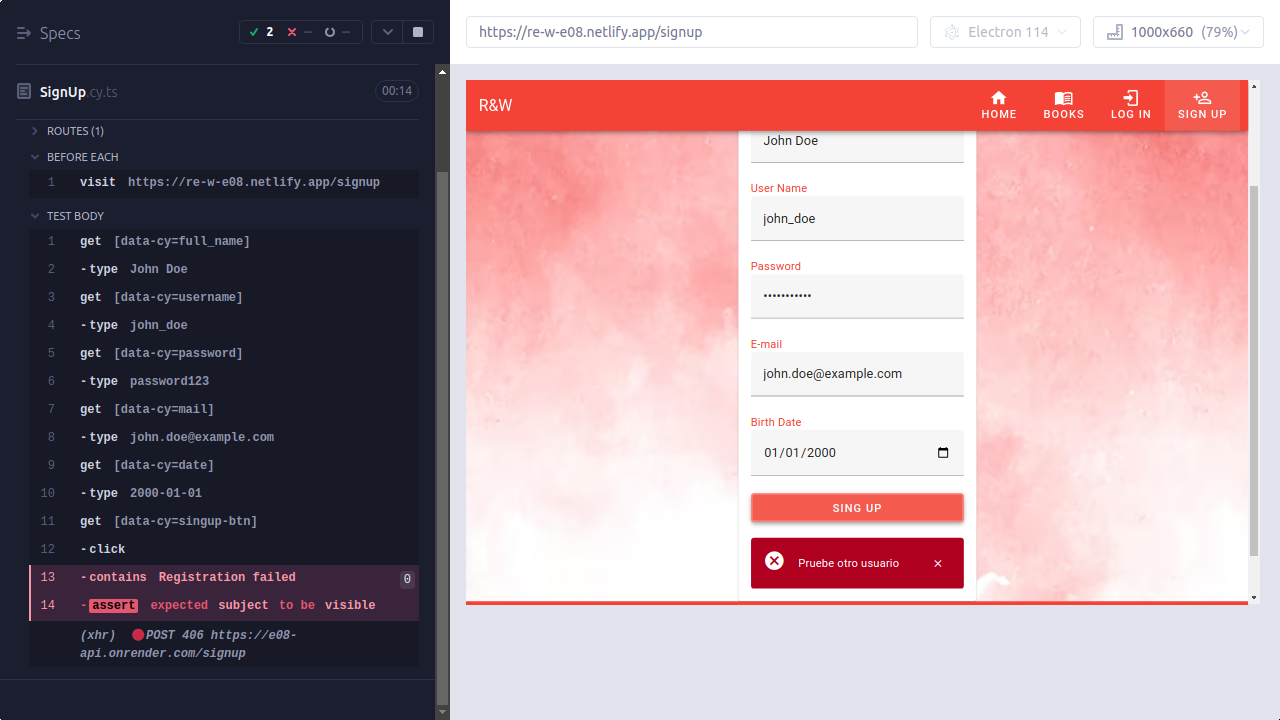 Specs
2
--
--
SignUp.cy.ts
00:14
ROUTES (1)
BEFORE EACH
1 visit https://re-w-e08.netlify.app/signup
TEST BODY
1 get [data-cy=full_name]
2 -type John Doe
3 get [data-cy=username]
4 -type john_doe
5 get [data-cy=password]
6 -type password123
7 get [data-cy=mail]
8 -type john.doe@example.com
9 get [data-cy=date]
10 -type 2000-01-01
11 get [data-cy=singup-btn]
12 -click
13 -contains Registration failed 0
14 -assert expected subject to be visible
(xhr) POST 406 https://e08-
api.onrender.com/signup
https://re-w-e08.netlify.app/signup
Electron 114
1000x660 (79%)
R&W
HOME
BOOKS
LOG IN
SIGN UP
John Doe
User Name
john_doe
Password
•••••••••••
E-mail
john.doe@example.com
Birth Date
01/01/2000
SING UP
Pruebe otro usuario